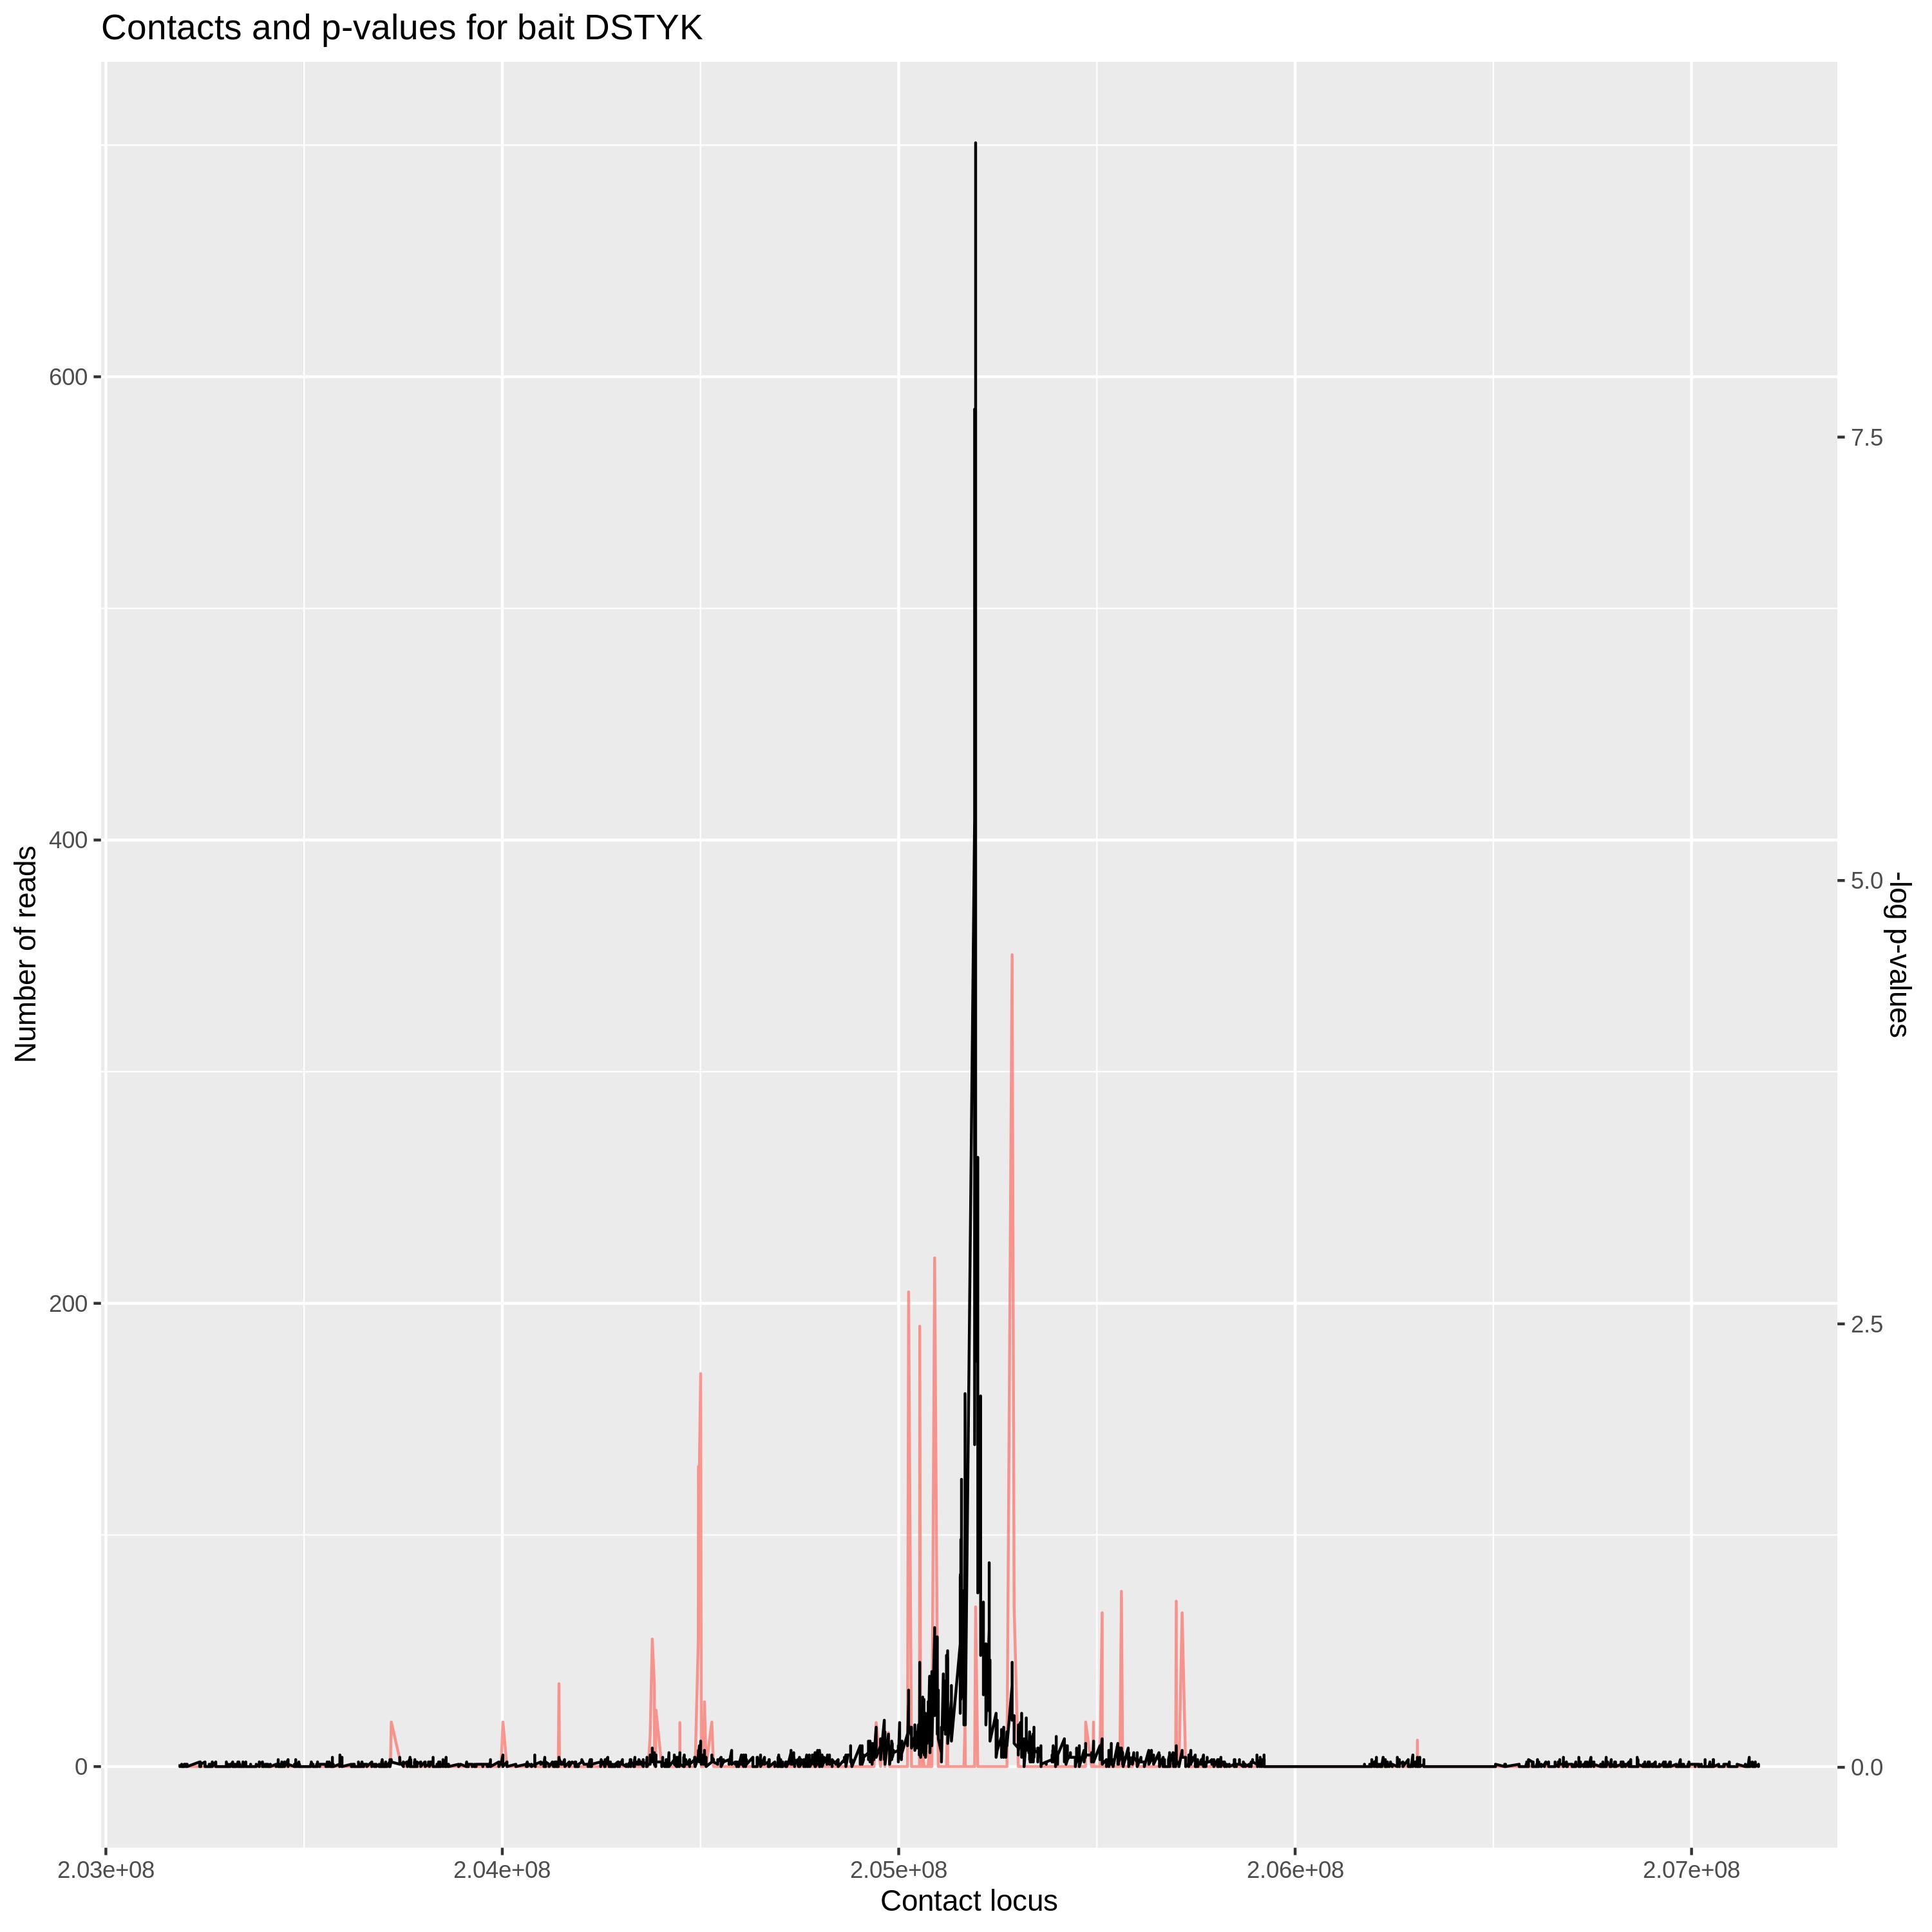 Contacts and p-values for bait DSTYK
Number of reads
600
400
200
0
7.5
5.0
2.5
0.0
-log p-values
2.03e+08
2.04e+08
2.05e+08
2.06e+08
2.07e+08
Contact locus